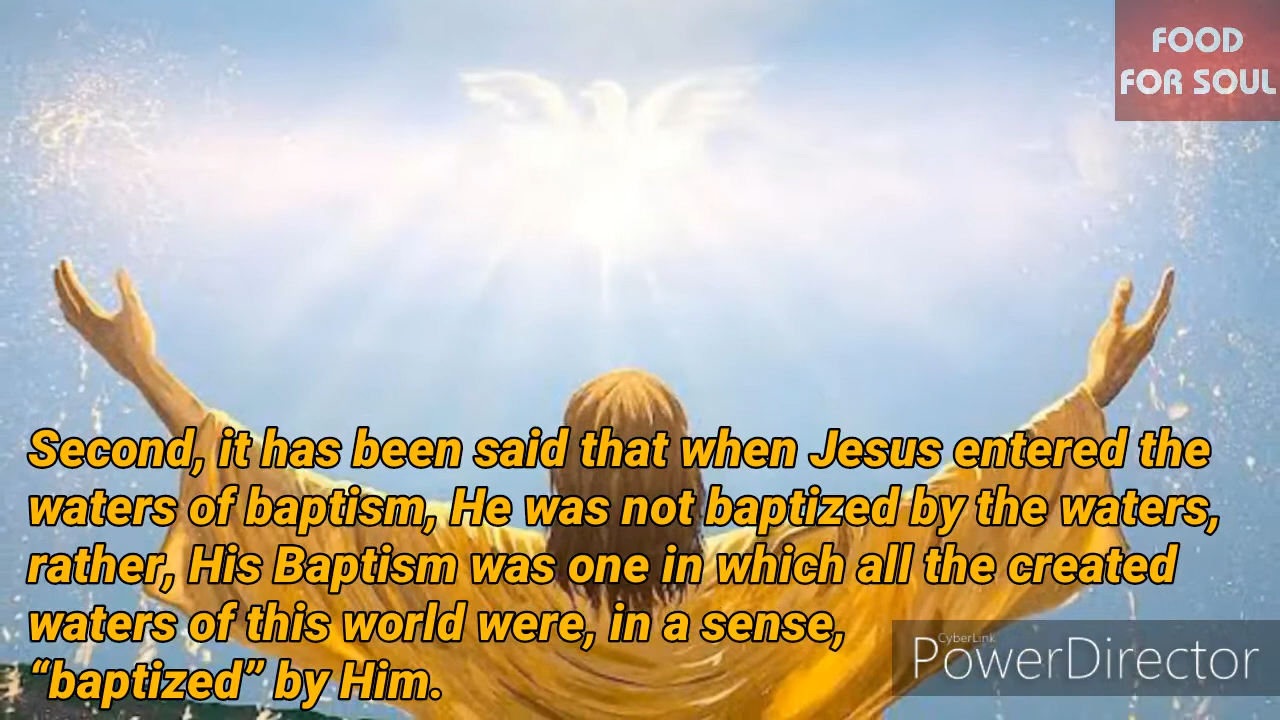 FOOD
FOR SOUL
Second, it has been said that when Jesus entered the
waters of baptism, He was not baptized by the waters,
rather, His Baptism was one in which all the created
waters of this world were, in a sense,
“baptized” by Him.
CyberLink
PowerDirector